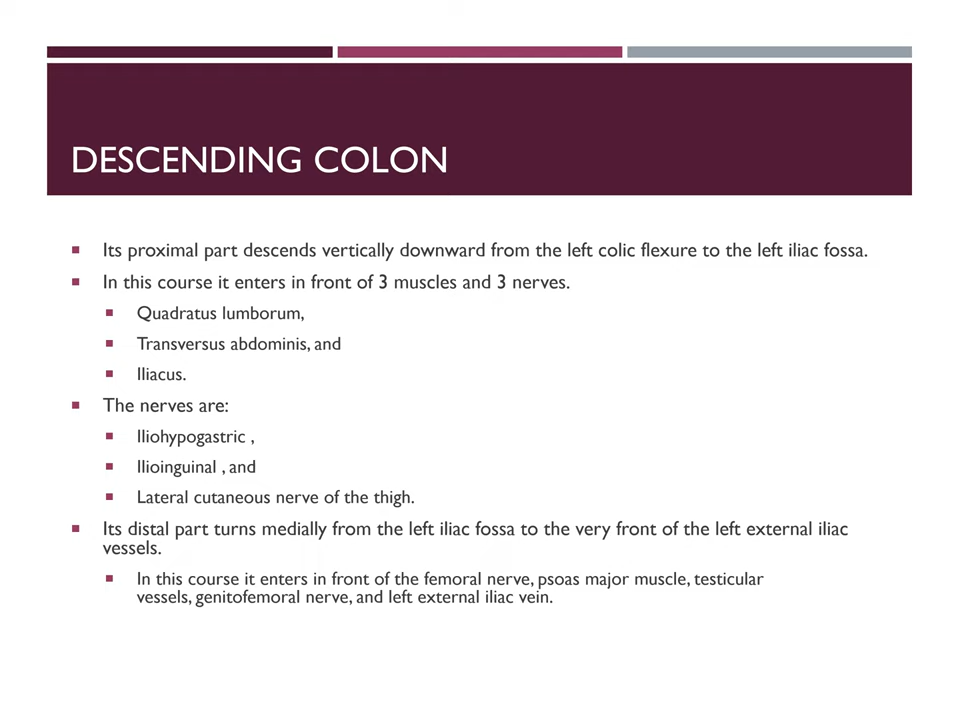 DESCENDING COLON
▪ Its proximal part descends vertically downward from the left colic flexure to the left iliac fossa.
▪ In this course it enters in front of 3 muscles and 3 nerves.
▪ Quadratus lumborum,
▪ Transversus abdominis, and
▪ Iliacus.
▪ The nerves are:
▪ Iliohypogastric ,
▪ Ilioinguinal , and
▪ Lateral cutaneous nerve of the thigh.
▪ Its distal part turns medially from the left iliac fossa to the very front of the left external iliac
vessels.
▪ In this course it enters in front of the femoral nerve, psoas major muscle, testicular
vessels, genitofemoral nerve, and left external iliac vein.